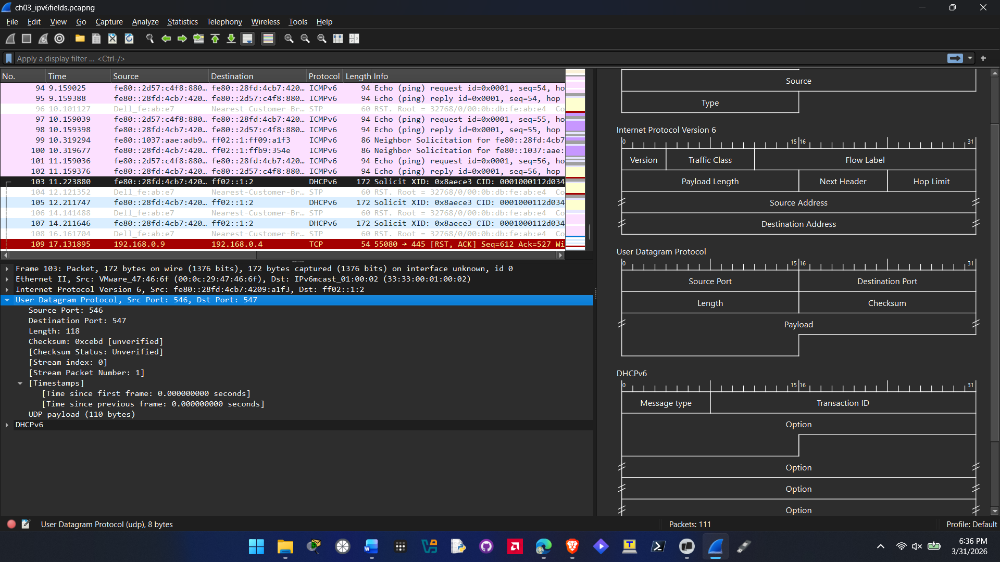 ch03_ipv6fields.pcapng
File Edit View Go Capture Analyze Statistics Telephony Wireless Tools Help
Apply a display filter … <Ctrl-/>
No. Time Source Destination Protocol Length Info
94 9.159025 fe80::2d57:c4f8:880… fe80::28fd:4cb7:420… ICMPv6 94 Echo (ping) request id=0x0001, seq=54, ho
95 9.159388 fe80::28fd:4cb7:420… fe80::2d57:c4f8:880… ICMPv6 94 Echo (ping) reply id=0x0001, seq=54, hop
96 10.101127 Dell_fe:ab:e7 Nearest-Customer-Br… STP 60 RST. Root = 32768/0/00:0b:db:fe:ab:e4 Co
97 10.159039 fe80::2d57:c4f8:880… fe80::28fd:4cb7:420… ICMPv6 94 Echo (ping) request id=0x0001, seq=55, ho
98 10.159398 fe80::28fd:4cb7:420… fe80::2d57:c4f8:880… ICMPv6 94 Echo (ping) reply id=0x0001, seq=55, hop
99 10.319294 fe80::1037:aae:adb9… ff02::1:ff09:a1f3 ICMPv6 86 Neighbor Solicitation for fe80::28fd:4cb7
100 10.319677 fe80::28fd:4cb7:420… ff02::1:ffb9:354e ICMPv6 86 Neighbor Solicitation for fe80::1037:aae:
101 11.159036 fe80::2d57:c4f8:880… fe80::28fd:4cb7:420… ICMPv6 94 Echo (ping) request id=0x0001, seq=56, ho
102 11.159376 fe80::28fd:4cb7:420… fe80::2d57:c4f8:880… ICMPv6 94 Echo (ping) reply id=0x0001, seq=56, hop
103 11.223880 fe80::28fd:4cb7:420… ff02::1:2 DHCPv6 172 Solicit XID: 0x8aece3 CID: 0001000112d034
104 12.121352 Dell_fe:ab:e7 Nearest-Customer-Br… STP 60 RST. Root = 32768/0/00:0b:db:fe:ab:e4 Co
105 12.211747 fe80::28fd:4cb7:420… ff02::1:2 DHCPv6 172 Solicit XID: 0x8aece3 CID: 0001000112d034
106 14.141488 Dell_fe:ab:e7 Nearest-Customer-Br… STP 60 RST. Root = 32768/0/00:0b:db:fe:ab:e4 Co
107 14.211646 fe80::28fd:4cb7:420… ff02::1:2 DHCPv6 172 Solicit XID: 0x8aece3 CID: 0001000112d034
108 16.161704 Dell_fe:ab:e7 Nearest-Customer-Br… STP 60 RST. Root = 32768/0/00:0b:db:fe:ab:e4 Co
109 17.131895 192.168.0.9 192.168.0.4 TCP 54 55080 → 445 [RST, ACK] Seq=612 Ack=527 Wi
Frame 103: Packet, 172 bytes on wire (1376 bits), 172 bytes captured (1376 bits) on interface unknown, id 0
Ethernet II, Src: VMware_47:46:6f (00:0c:29:47:46:6f), Dst: IPv6mcast_01:00:02 (33:33:00:01:00:02)
Internet Protocol Version 6, Src: fe80::28fd:4cb7:4209:a1f3, Dst: ff02::1:2
User Datagram Protocol, Src Port: 546, Dst Port: 547
Source Port: 546
Destination Port: 547
Length: 118
Checksum: 0xcebd [unverified]
[Checksum Status: Unverified]
[Stream index: 0]
[Stream Packet Number: 1]
[Timestamps]
[Time since first frame: 0.000000000 seconds]
[Time since previous frame: 0.000000000 seconds]
UDP payload (110 bytes)
DHCPv6
Source
Type
Internet Protocol Version 6
0 15 16 31
Version Traffic Class Flow Label
Payload Length Next Header Hop Limit
Source Address
Destination Address
User Datagram Protocol
0 15 16 31
Source Port Destination Port
Length Checksum
Payload
DHCPv6
0 15 16 31
Message type Transaction ID
Option
Option
Option
Option
User Datagram Protocol (udp), 8 bytes
Packets: 111
Profile: Default
6:36 PM
3/31/2026